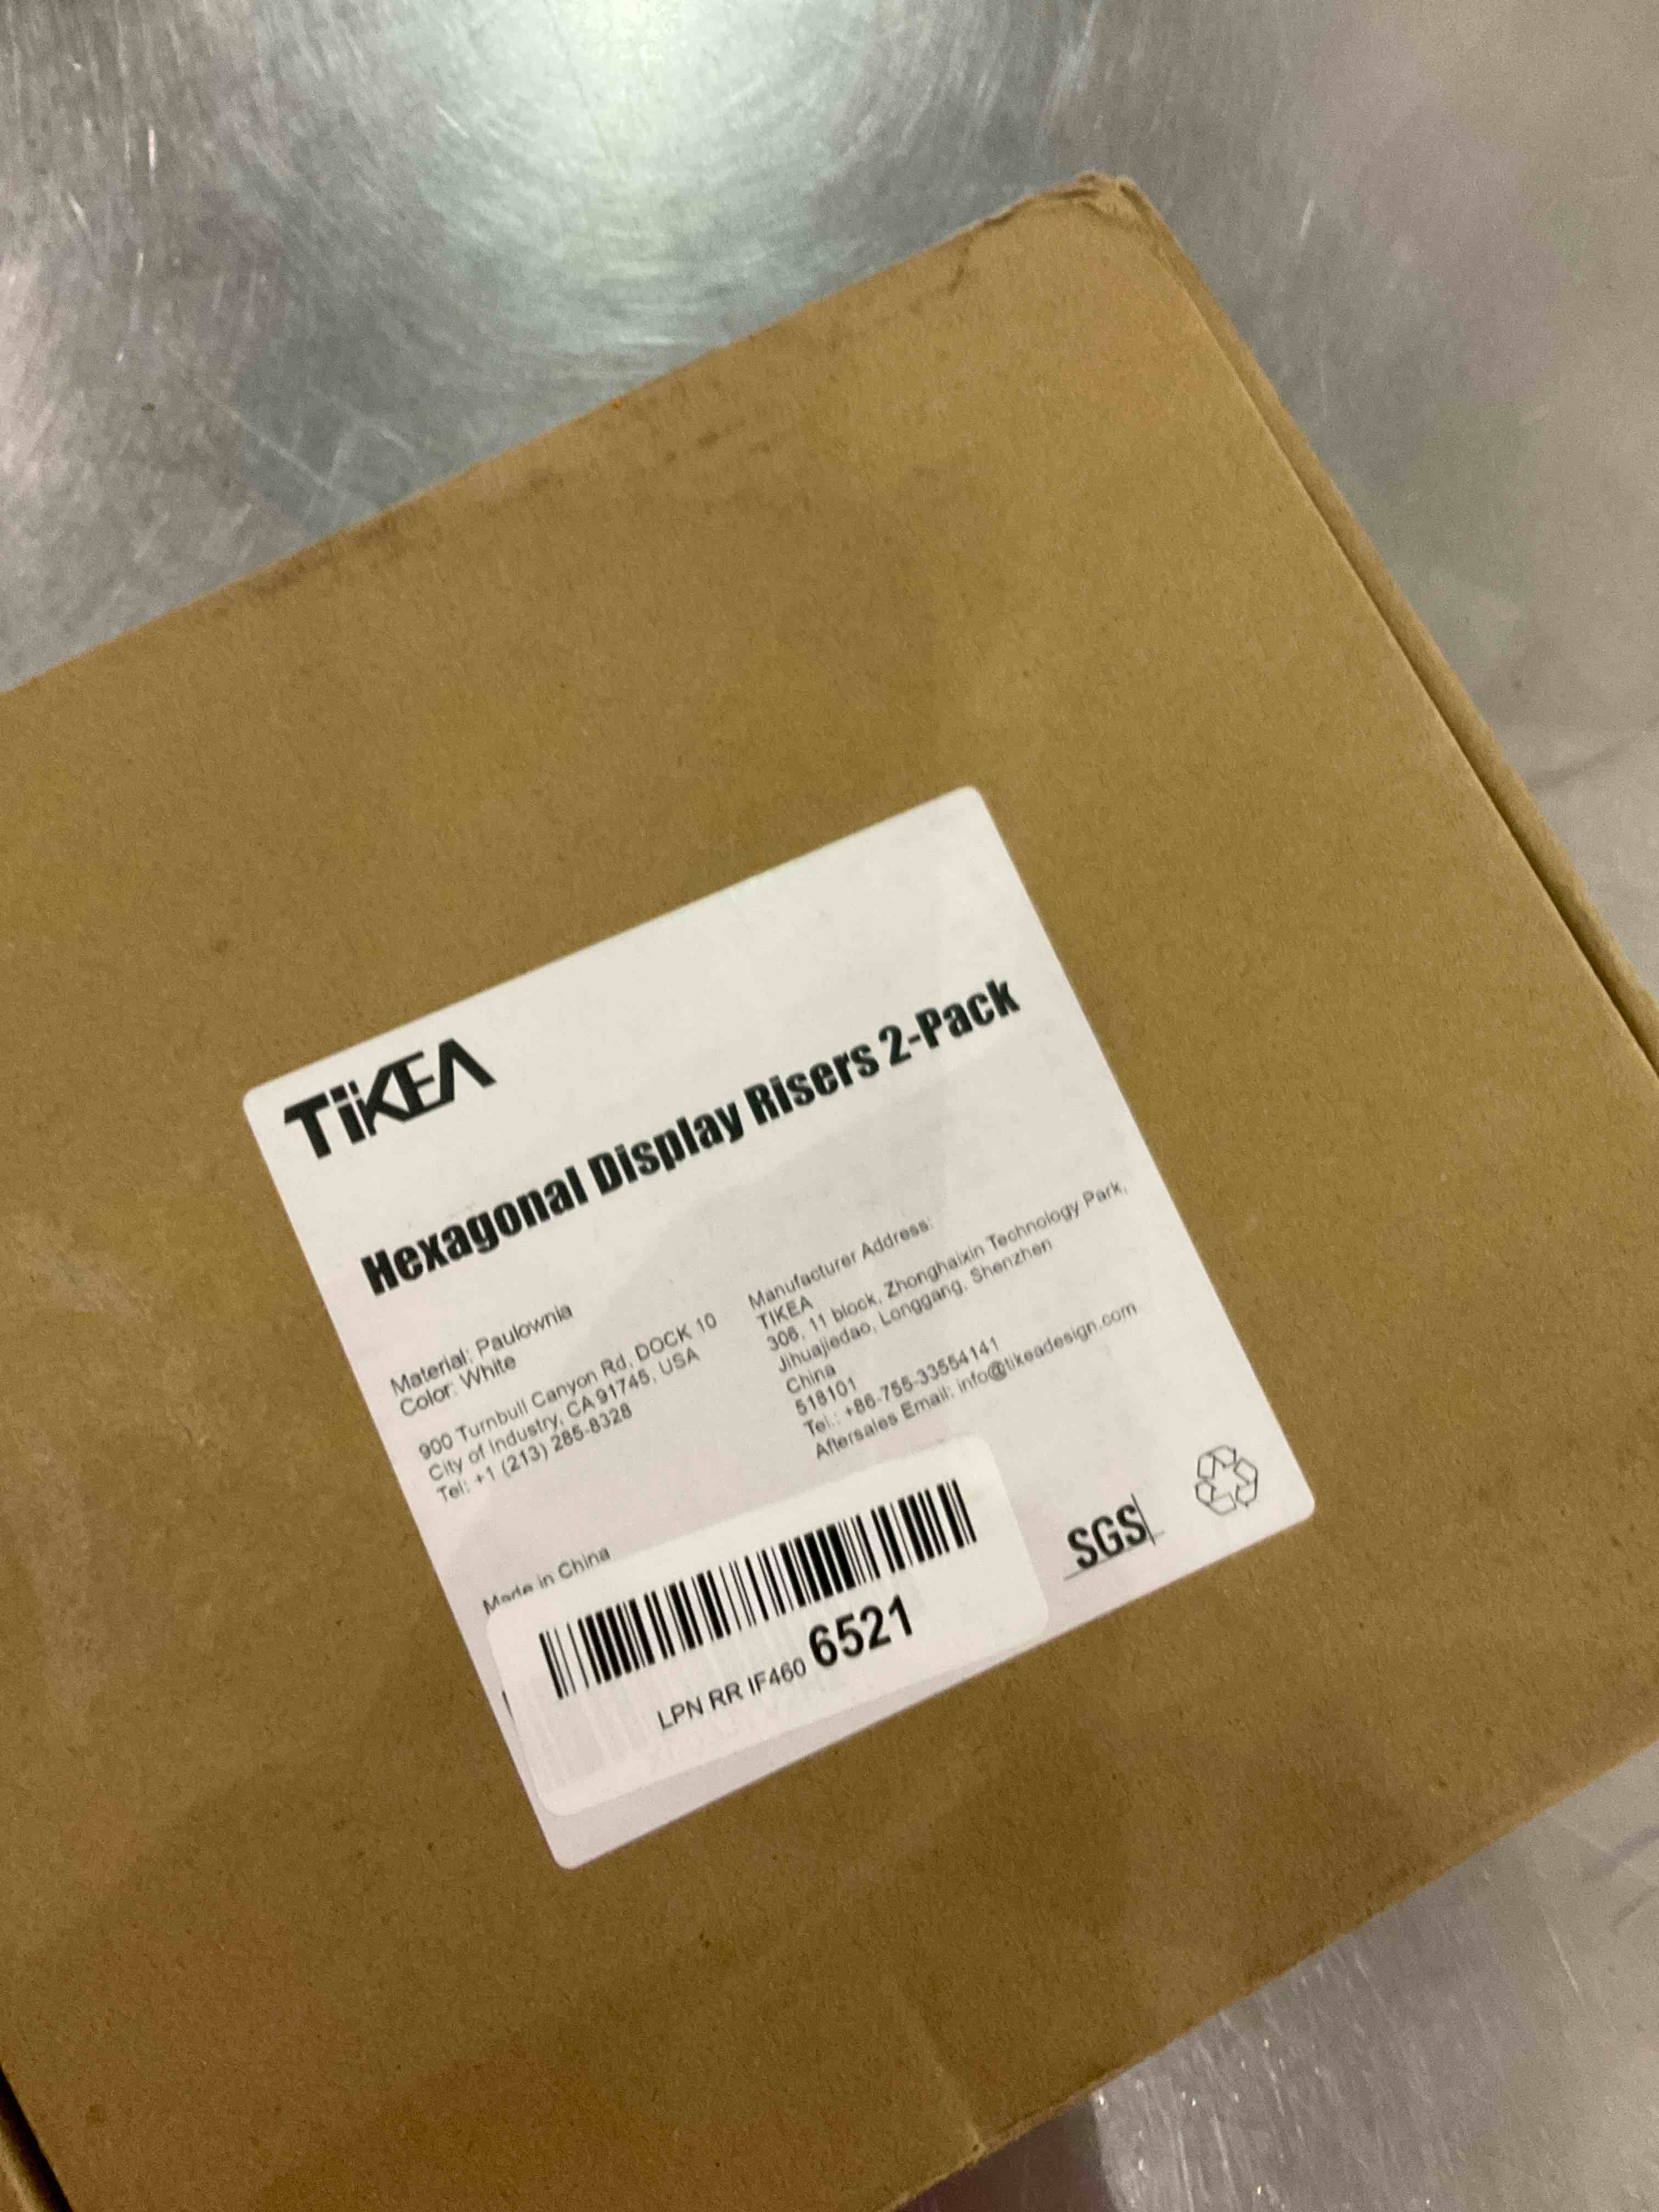 TiKEA
Hexagonal Display Risers 2-Pack
Material: Paulownia
Color: White
900 Turnbull Canyon Rd, DOCK 10
City of Industry, CA 91745, USA
Tel: +1 (213) 285-8328
Manufacturer Address:
TIKEA
306, 11 block, Zhonghaixin Technology Park,
Jihuajiedao, Longgang, Shenzhen
China
518101
Tel.: +86-755-33554141
Aftersales Email: info@tikeadesign.com
Made in China
SGS
LPN RR IF460 6521